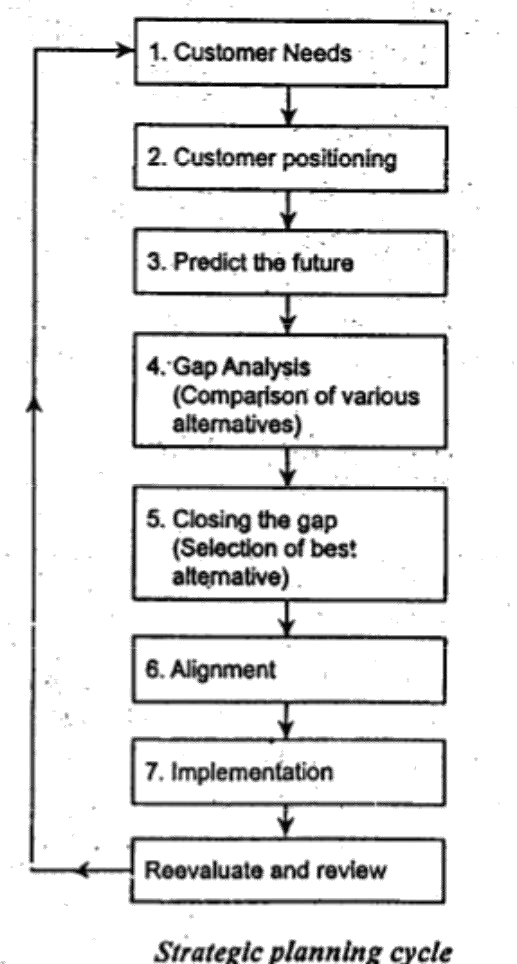 1. Customer Needs
2. Customer positioning
3. Predict the future
4. Gap Analysis
(Comparison of various
alternatives)
5. Closing the gap
(Selection of best
alternative)
6. Alignment
7. Implementation
Reevaluate and review
Strategic planning cycle